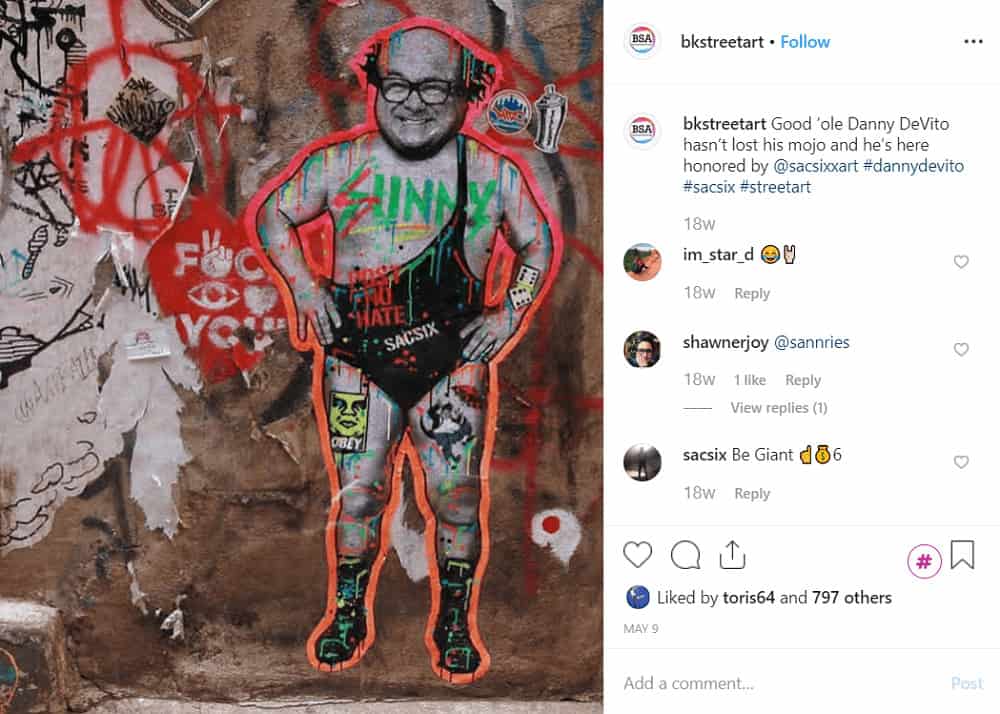 SUNNY
POST
NO
HATE
SACSIX
OBEY
YOU
BSA
bkstreetart • Follow
BSA
bkstreetart Good ‘ole Danny DeVito
hasn’t lost his mojo and he's here
honored by @sacsixxart #dannydevito
#sacsix #streetart
18w
im_star_d 😂🤘🏻
18w Reply
shawnerjoy @sannries
18w 1 like Reply
View replies (1)
sacsix Be Giant ☝️💰6
18w Reply
#
Liked by toris64 and 797 others
MAY 9
Add a comment... Post